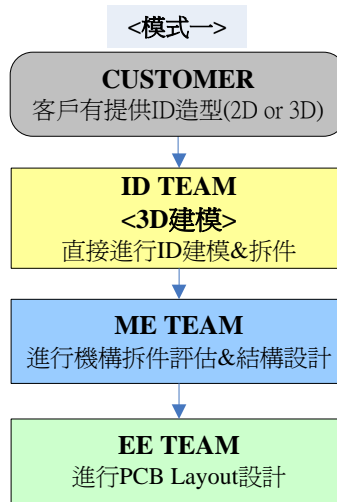 <模式一>
CUSTOMER
客戶有提供ID造型(2D or 3D)
ID TEAM
<3D建模>
直接進行ID建模&拆件
ME TEAM
進行機構拆件評估&結構設計
EE TEAM
進行PCB Layout設計